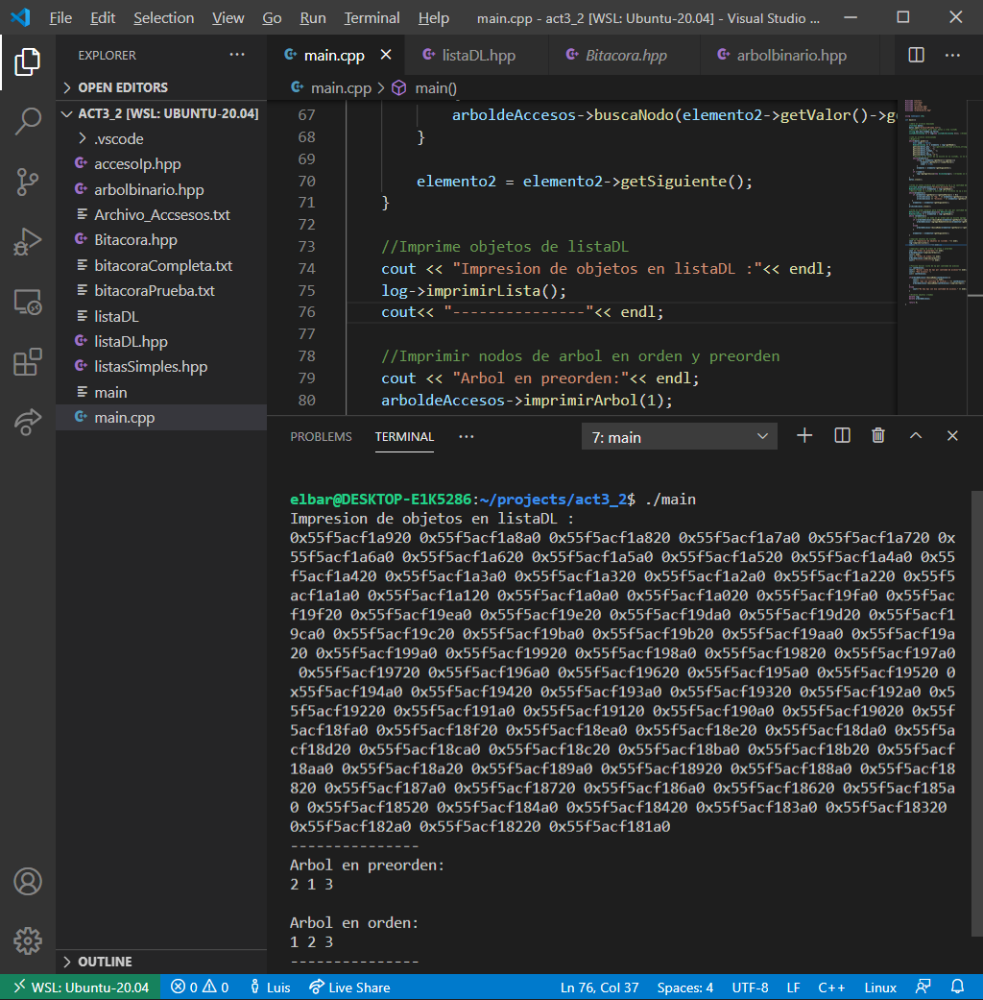 File Edit Selection View Go Run Terminal Help main.cpp - act3_2 [WSL: Ubuntu-20.04] - Visual Studio ...
EXPLORER ...
main.cpp listaDL.hpp Bitacora.hpp arbolbinario.hpp ...
OPEN EDITORS
main.cpp > main()
ACT3_2 [WSL: UBUNTU-20.04]
.vscode
accesoIp.hpp
arbolbinario.hpp
Archivo_Accsesos.txt
Bitacora.hpp
bitacoraCompleta.txt
bitacoraPrueba.txt
listaDL
listaDL.hpp
listasSimples.hpp
main
main.cpp
67 arboldeAccesos->buscaNodo(elemento2->getValor()->g
68 }
69
70 elemento2 = elemento2->getSiguiente();
71 }
72
73 //Imprime objetos de listaDL
74 cout << "Impresion de objetos en listaDL :"<< endl;
75 log->imprimirLista();
76 cout<< "---------------"<< endl;
77
78 //Imprimir nodos de arbol en orden y preorden
79 cout << "Arbol en preorden:"<< endl;
80 arboldeAccesos->imprimirArbol(1);
PROBLEMS TERMINAL ... 7: main
elbar@DESKTOP-E1K5286:~/projects/act3_2$ ./main
Impresion de objetos en listaDL :
0x55f5acf1a920 0x55f5acf1a8a0 0x55f5acf1a820 0x55f5acf1a7a0 0x55f5acf1a720 0x
55f5acf1a6a0 0x55f5acf1a620 0x55f5acf1a5a0 0x55f5acf1a520 0x55f5acf1a4a0 0x55
f5acf1a420 0x55f5acf1a3a0 0x55f5acf1a320 0x55f5acf1a2a0 0x55f5acf1a220 0x55f5
acf1a1a0 0x55f5acf1a120 0x55f5acf1a0a0 0x55f5acf1a020 0x55f5acf19fa0 0x55f5ac
f19f20 0x55f5acf19ea0 0x55f5acf19e20 0x55f5acf19da0 0x55f5acf19d20 0x55f5acf1
9ca0 0x55f5acf19c20 0x55f5acf19ba0 0x55f5acf19b20 0x55f5acf19aa0 0x55f5acf19a
20 0x55f5acf199a0 0x55f5acf19920 0x55f5acf198a0 0x55f5acf19820 0x55f5acf197a0
0x55f5acf19720 0x55f5acf196a0 0x55f5acf19620 0x55f5acf195a0 0x55f5acf19520 0
x55f5acf194a0 0x55f5acf19420 0x55f5acf193a0 0x55f5acf19320 0x55f5acf192a0 0x5
5f5acf19220 0x55f5acf191a0 0x55f5acf19120 0x55f5acf190a0 0x55f5acf19020 0x55f
5acf18fa0 0x55f5acf18f20 0x55f5acf18ea0 0x55f5acf18e20 0x55f5acf18da0 0x55f5a
cf18d20 0x55f5acf18ca0 0x55f5acf18c20 0x55f5acf18ba0 0x55f5acf18b20 0x55f5acf
18aa0 0x55f5acf18a20 0x55f5acf189a0 0x55f5acf18920 0x55f5acf188a0 0x55f5acf18
820 0x55f5acf187a0 0x55f5acf18720 0x55f5acf186a0 0x55f5acf18620 0x55f5acf185a
0 0x55f5acf18520 0x55f5acf184a0 0x55f5acf18420 0x55f5acf183a0 0x55f5acf18320
0x55f5acf182a0 0x55f5acf18220 0x55f5acf181a0
---------------
Arbol en preorden:
2 1 3
Arbol en orden:
1 2 3
---------------
OUTLINE
WSL: Ubuntu-20.04 0 0 Luis Live Share Ln 76, Col 37 Spaces: 4 UTF-8 LF C++ Linux